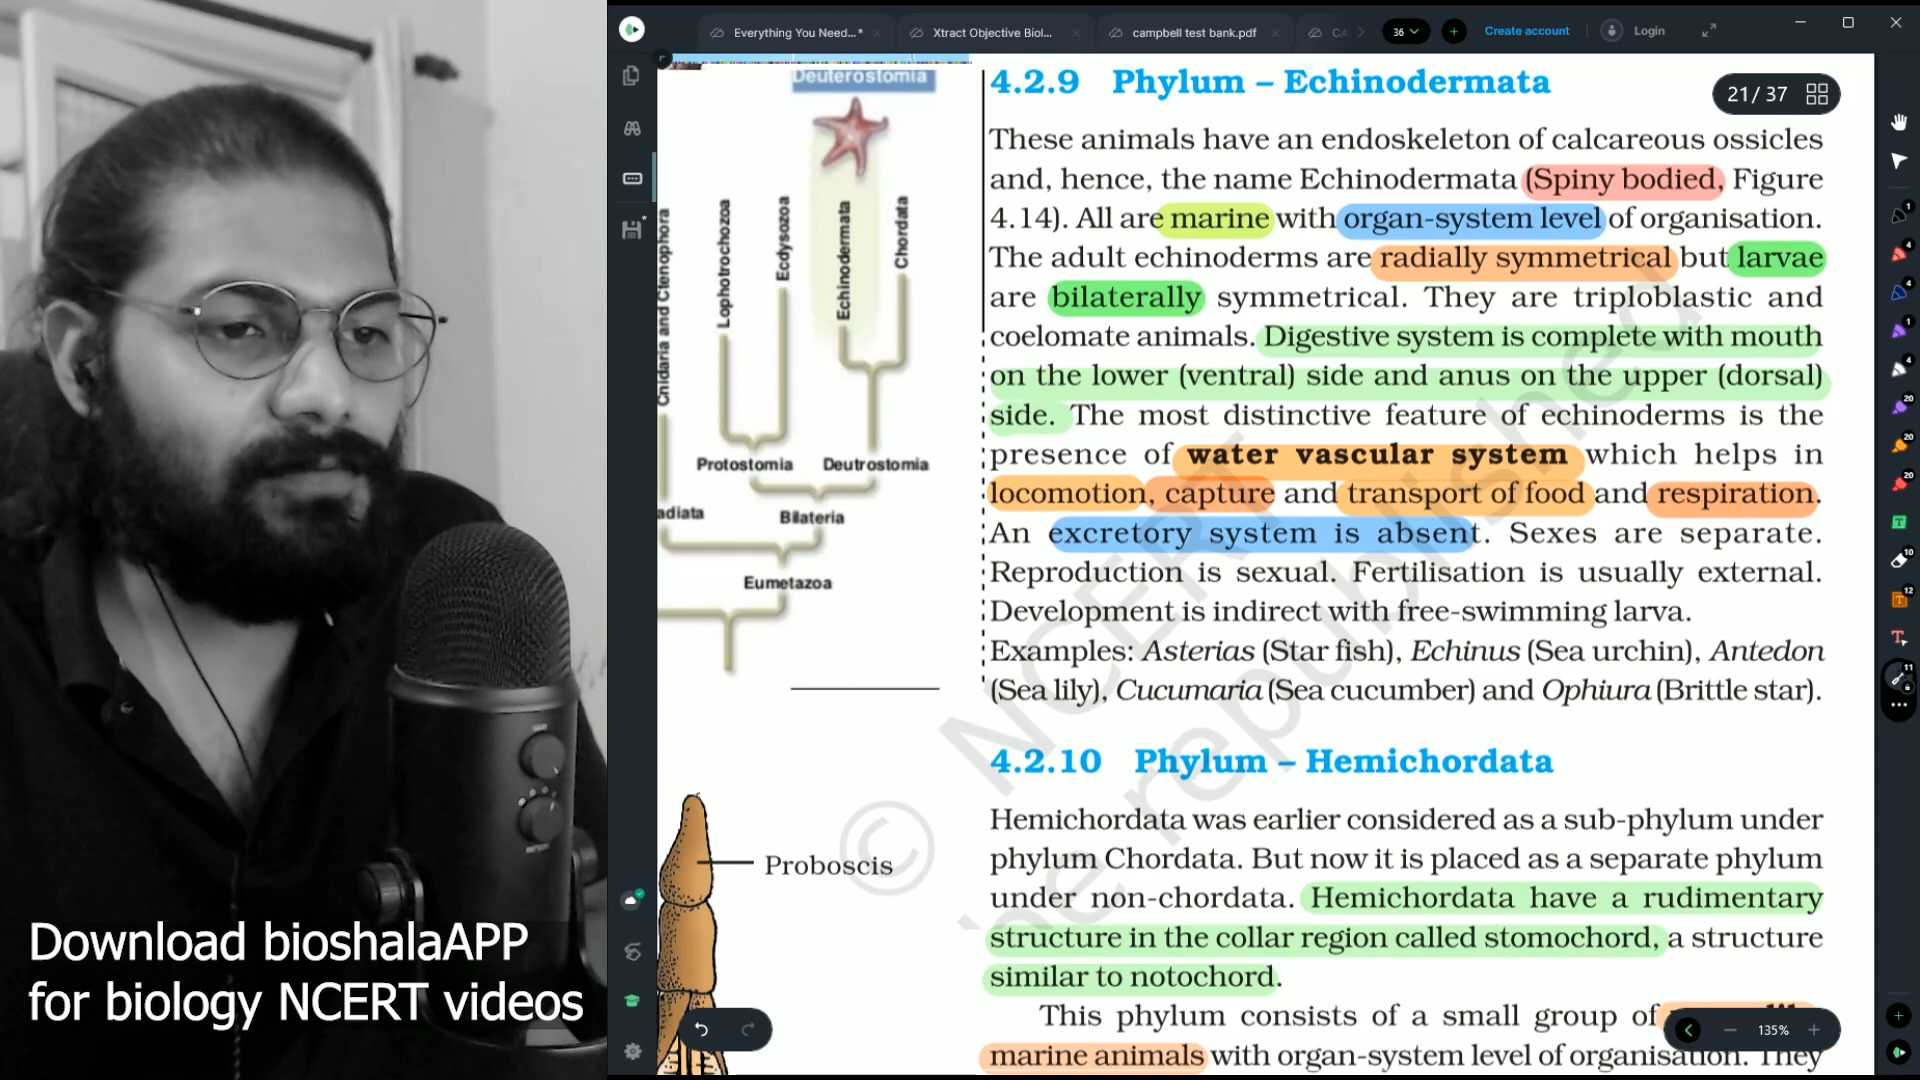 Everything You Need...*
Xtract Objective Biol...
campbell test bank.pdf
36
Create account
Login
Deuterostomia
Cnidaria and Ctenophora
Lophotrochozoa
Ecdysozoa
Echinodermata
Chordata
Protostomia
Deutrostomia
adiata
Bilateria
Eumetazoa
4.2.9 Phylum – Echinodermata
21 / 37
These animals have an endoskeleton of calcareous ossicles
and, hence, the name Echinodermata (Spiny bodied, Figure
4.14). All are marine with organ-system level of organisation.
The adult echinoderms are radially symmetrical but larvae
are bilaterally symmetrical. They are triploblastic and
coelomate animals. Digestive system is complete with mouth
on the lower (ventral) side and anus on the upper (dorsal)
side. The most distinctive feature of echinoderms is the
presence of water vascular system which helps in
locomotion, capture and transport of food and respiration.
An excretory system is absent. Sexes are separate.
Reproduction is sexual. Fertilisation is usually external.
Development is indirect with free-swimming larva.
Examples: Asterias (Star fish), Echinus (Sea urchin), Antedon
(Sea lily), Cucumaria (Sea cucumber) and Ophiura (Brittle star).
4.2.10 Phylum – Hemichordata
Hemichordata was earlier considered as a sub-phylum under
phylum Chordata. But now it is placed as a separate phylum
under non-chordata. Hemichordata have a rudimentary
structure in the collar region called stomochord, a structure
similar to notochord.
This phylum consists of a small group of
marine animals with organ-system level of organisation. They
Proboscis
© NCERT
be republished
135%
Download bioshalaAPP
for biology NCERT videos